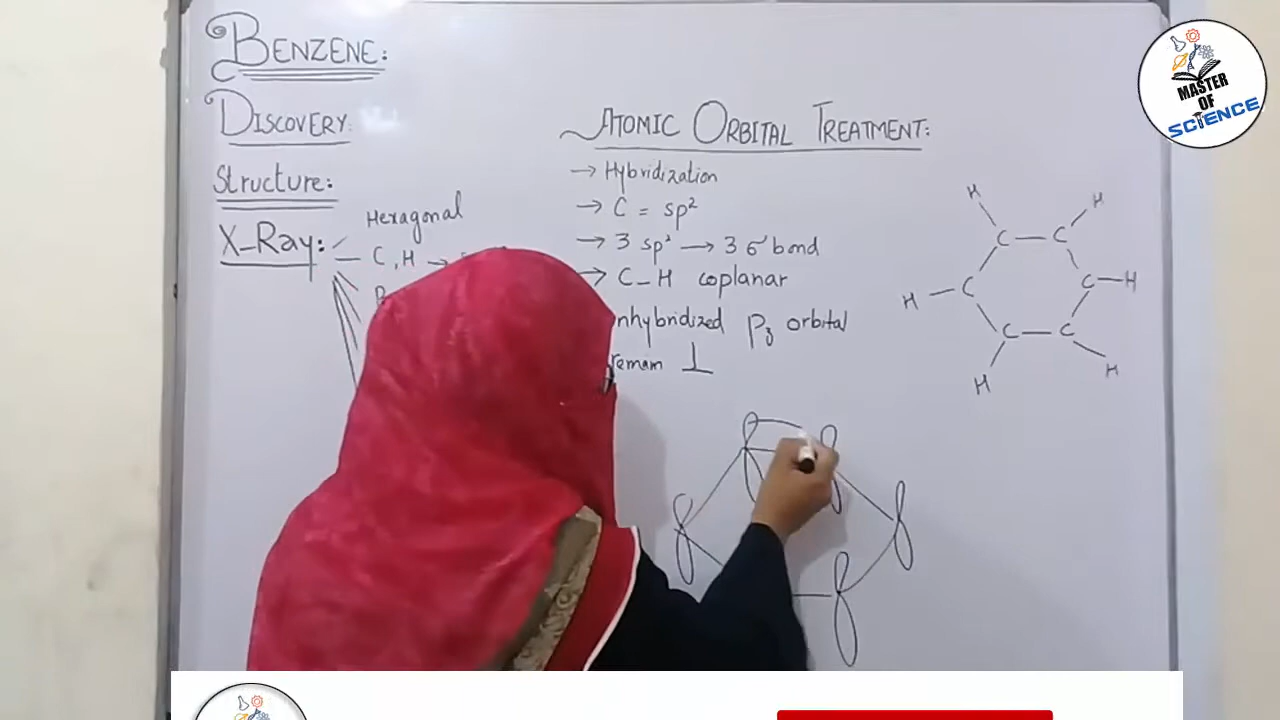 BENZENE:
DISCOVERY:
Structure:
X-Ray:
Hexagonal
C, H →
ATOMIC ORBITAL TREATMENT:
→ Hybridization
→ C = sp²
→ 3 sp² → 3 σ bond
→ C-H coplanar
nhybridized pz orbital
remain ⊥
H H
C - C
H - C C - H
C - C
H H
MASTER
OF
SCIENCE